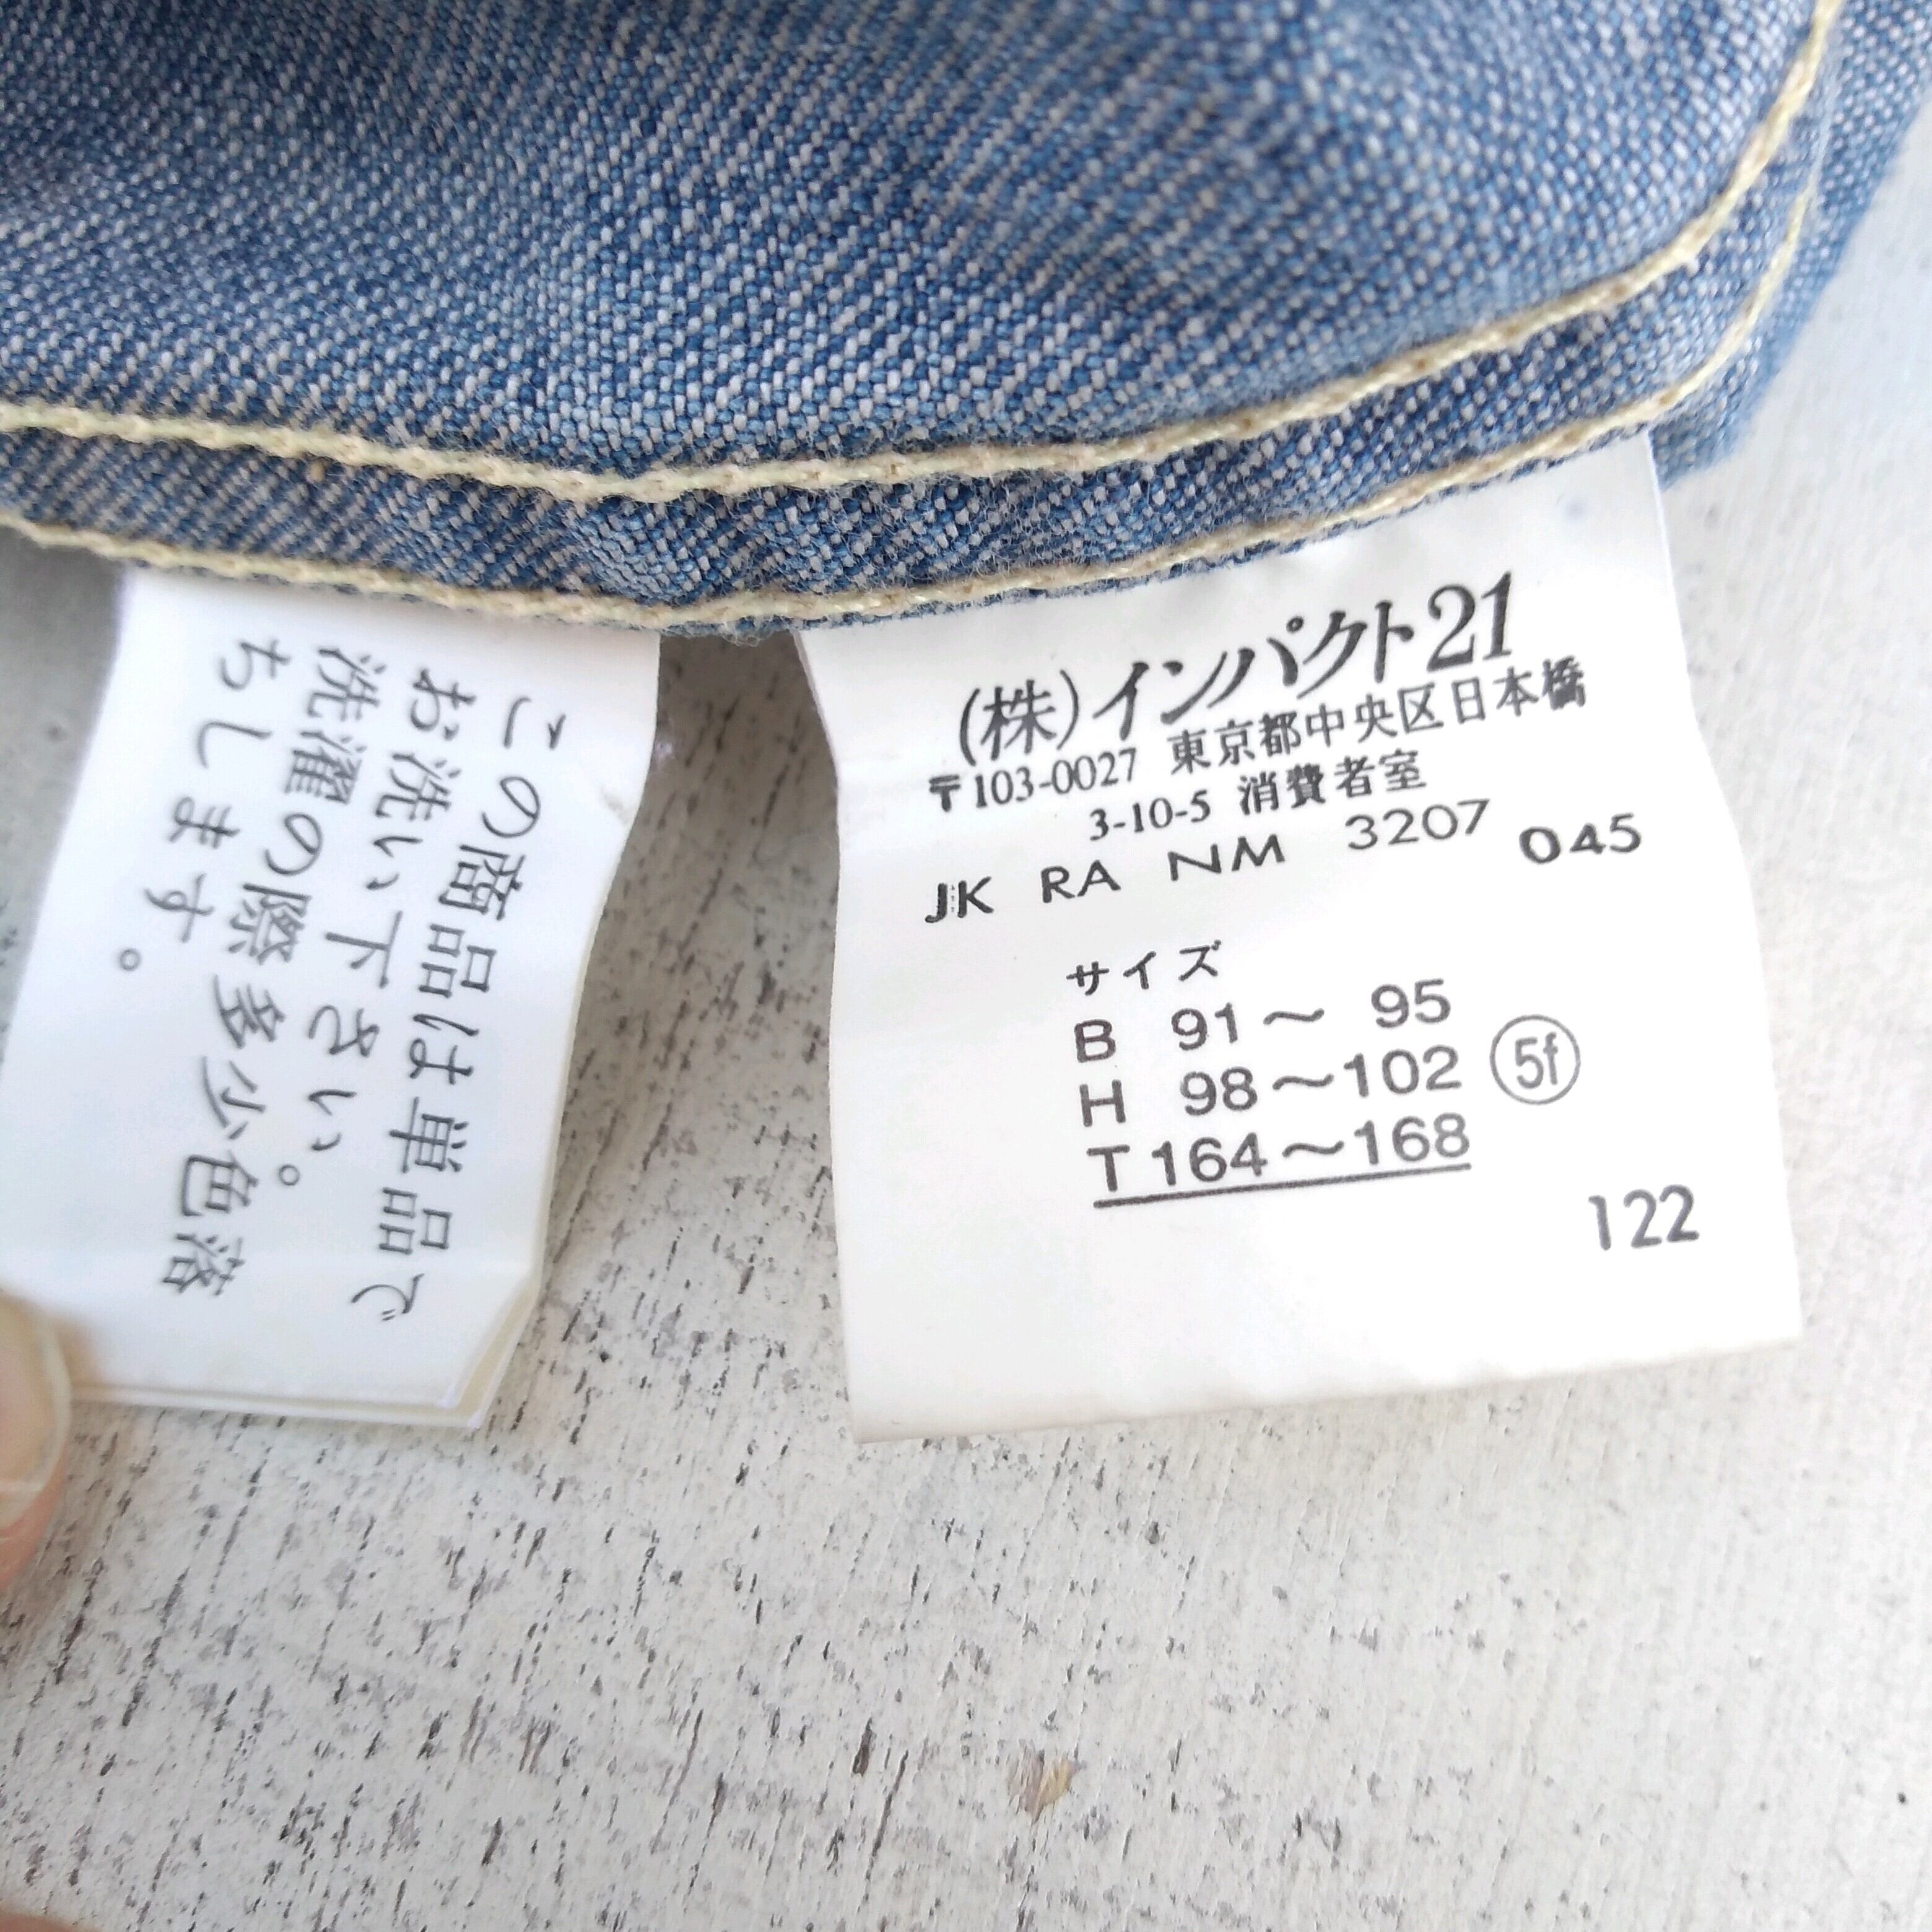 この商品は単品で
お洗い下さい。
洗濯の際多少色落
ちします。
(株)インパクト21
〒103-0027 東京都中央区日本橋
3-10-5 消費者室
JK RA NM 3207 045
サイズ
B 91～ 95
H 98～102 5f
T 164～168
122